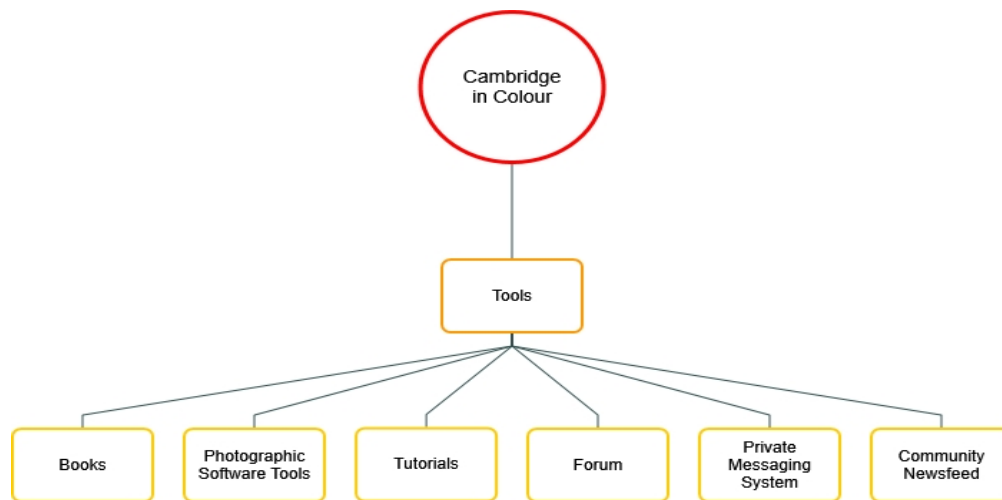 Cambridge
in Colour
Tools
Books
Photographic
Software Tools
Tutorials
Forum
Private
Messaging
System
Community
Newsfeed